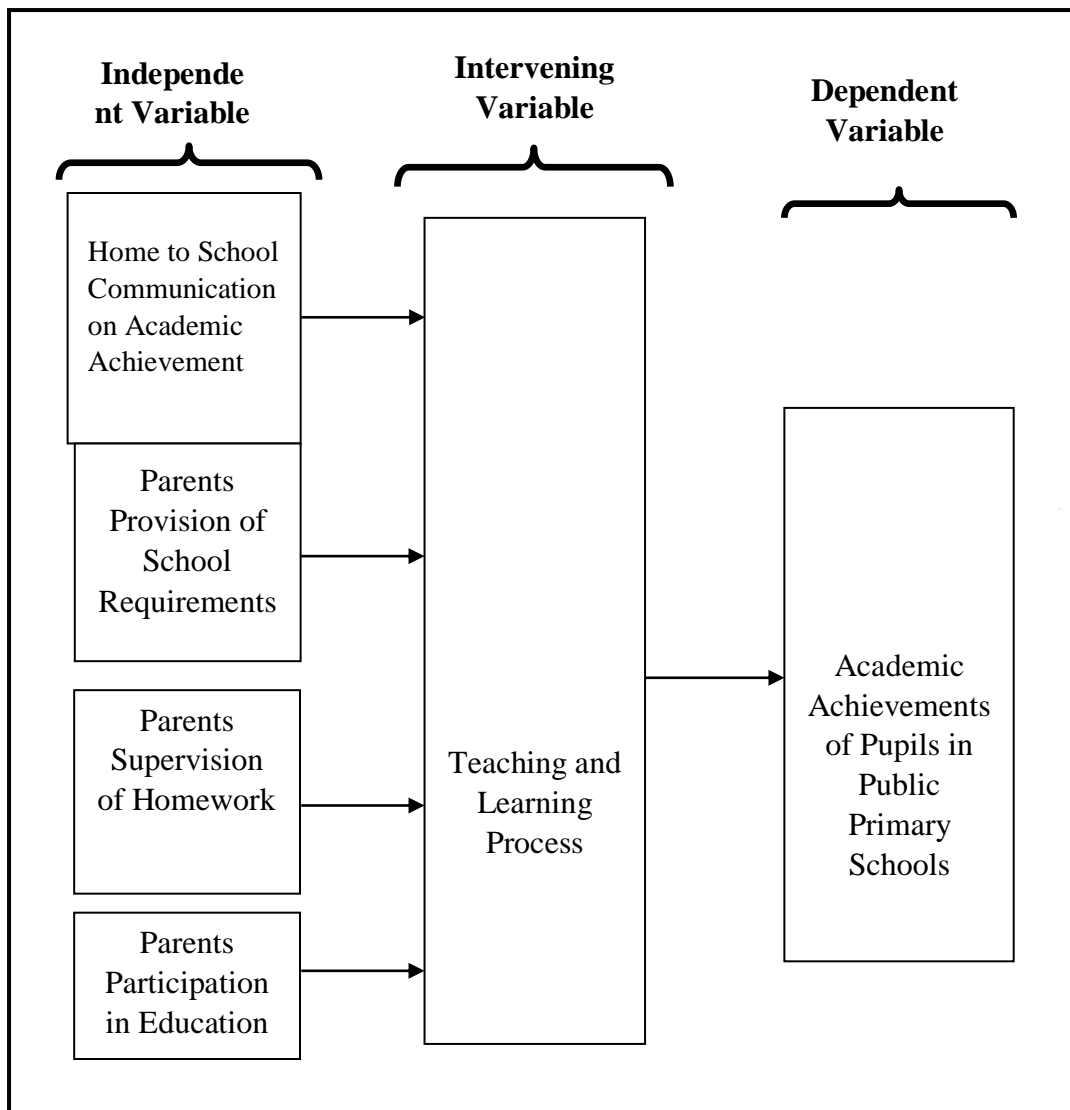 Independe
nt Variable
Intervening
Variable
Dependent
Variable
Home to School
Communication
on Academic
Achievement
Parents
Provision of
School
Requirements
Parents
Supervision
of Homework
Parents
Participation
in Education
Teaching and
Learning
Process
Academic
Achievements
of Pupils in
Public
Primary
Schools